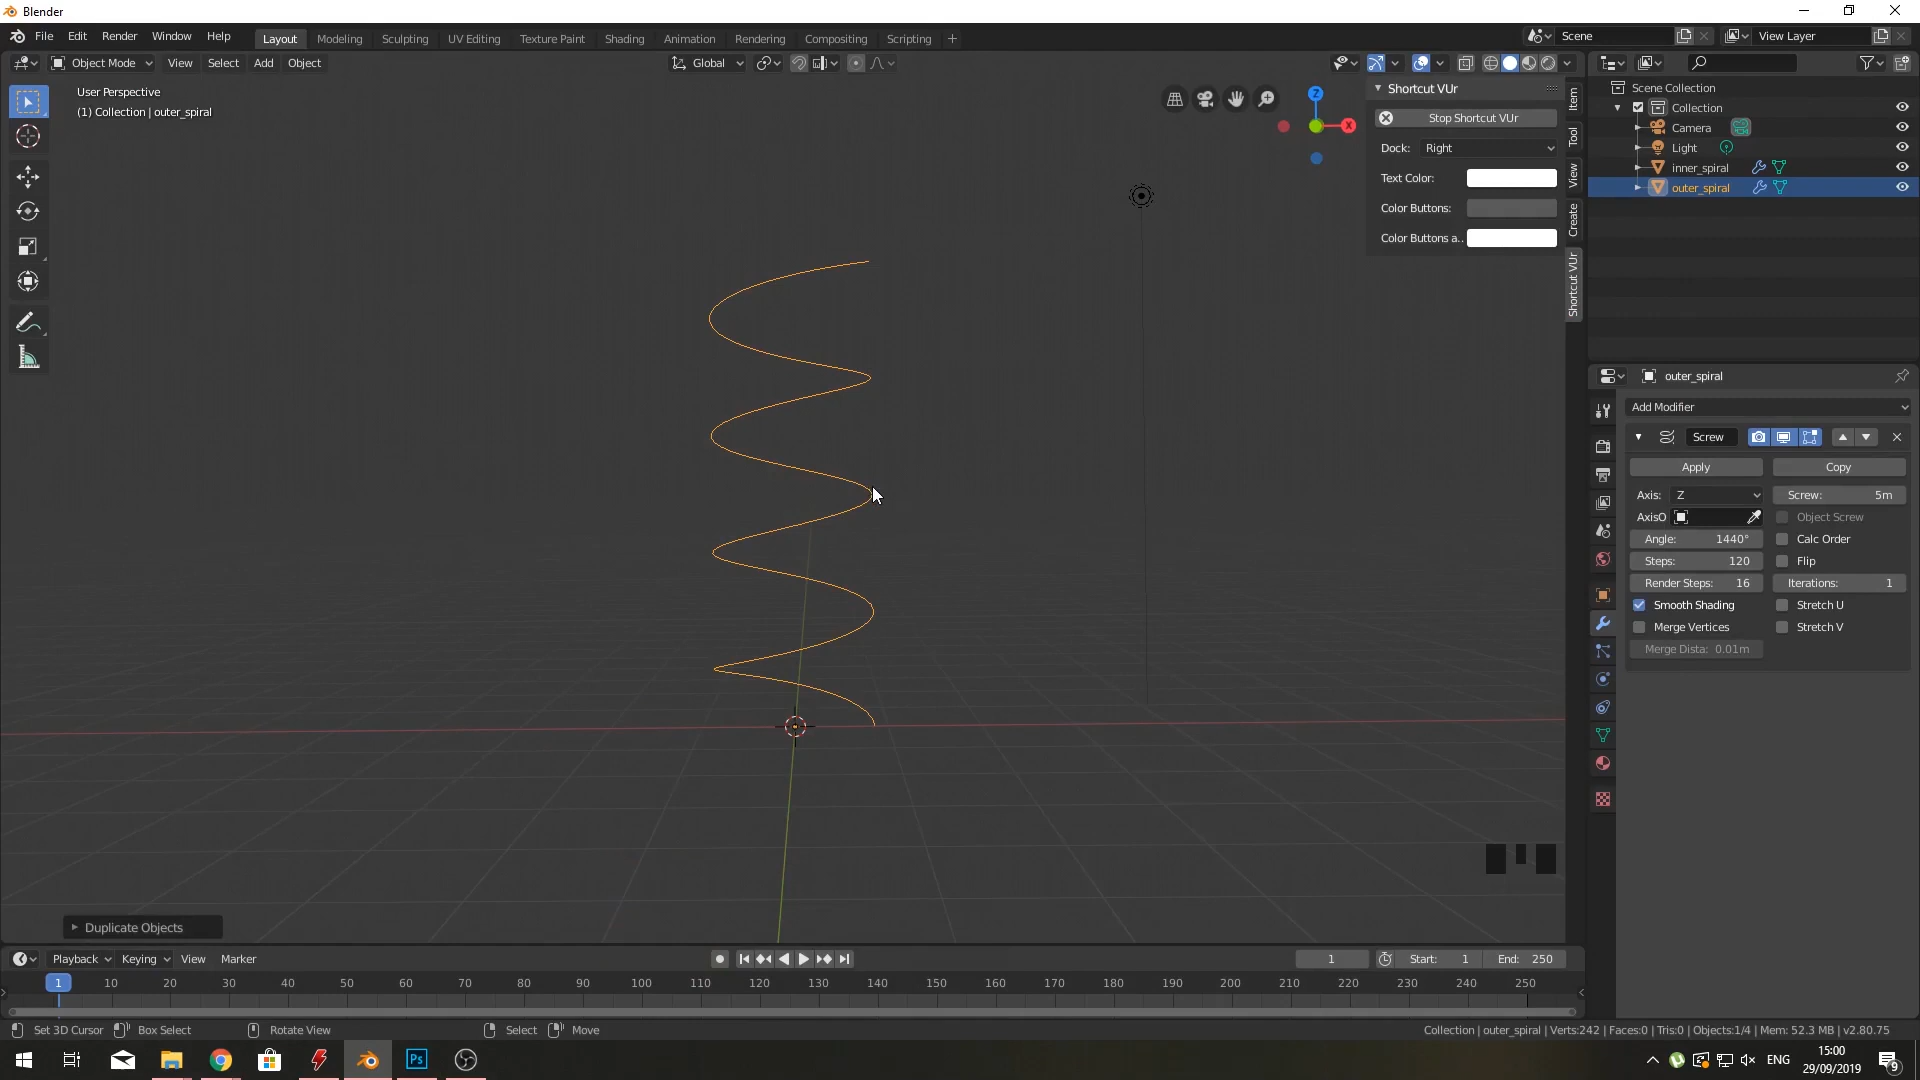 Blender
File Edit Render Window Help
Layout Modeling Sculpting UV Editing Texture Paint Shading Animation Rendering Compositing Scripting +
Scene
View Layer
Object Mode View Select Add Object
Global
User Perspective
(1) Collection | outer_spiral
Z
X
Shortcut VUr
Stop Shortcut VUr
Dock: Right
Text Color:
Color Buttons:
Color Buttons a..
Item
Tool
View
Create
Shortcut VUr
Scene Collection
Collection
Camera
Light
inner_spiral
outer_spiral
outer_spiral
Add Modifier
Screw
Apply Copy
Axis: Z Screw: 5m
AxisO Object Screw
Angle: 1440° Calc Order
Steps: 120 Flip
Render Steps: 16 Iterations: 1
Smooth Shading Stretch U
Merge Vertices Stretch V
Merge Dista: 0.01m
Duplicate Objects
Playback Keying View Marker
1 Start: 1 End: 250
1 10 20 30 40 50 60 70 80 90 100 110 120 130 140 150 160 170 180 190 200 210 220 230 240 250
Set 3D Cursor Box Select Rotate View Select Move
Collection | outer_spiral | Verts:242 | Faces:0 | Tris:0 | Objects:1/4 | Mem: 52.3 MB | v2.80.75
Ps
ENG
15:00
29/09/2019
9